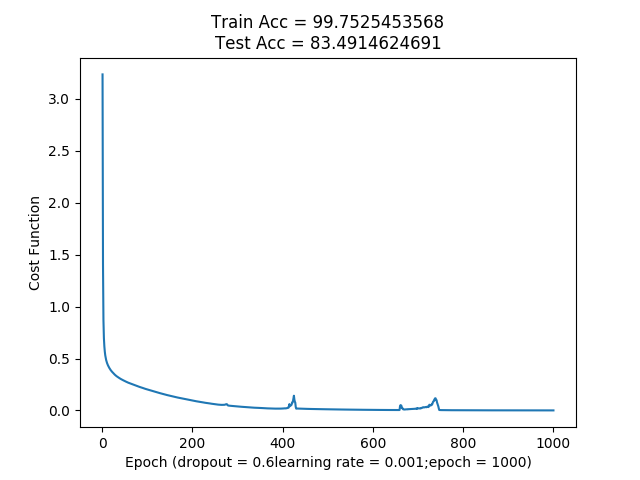 Train Acc = 99.7525453568
Test Acc = 83.4914624691
3.0
2.5
2.0
1.5
1.0
0.5
0.0
Cost Function
0 200 400 600 800 1000
Epoch (dropout = 0.6learning rate = 0.001;epoch = 1000)